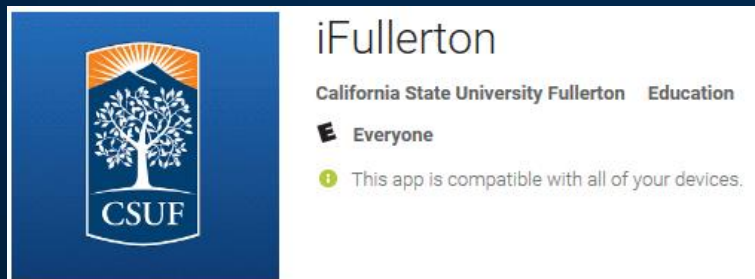 CSUF
iFullerton
California State University Fullerton Education
E Everyone
This app is compatible with all of your devices.